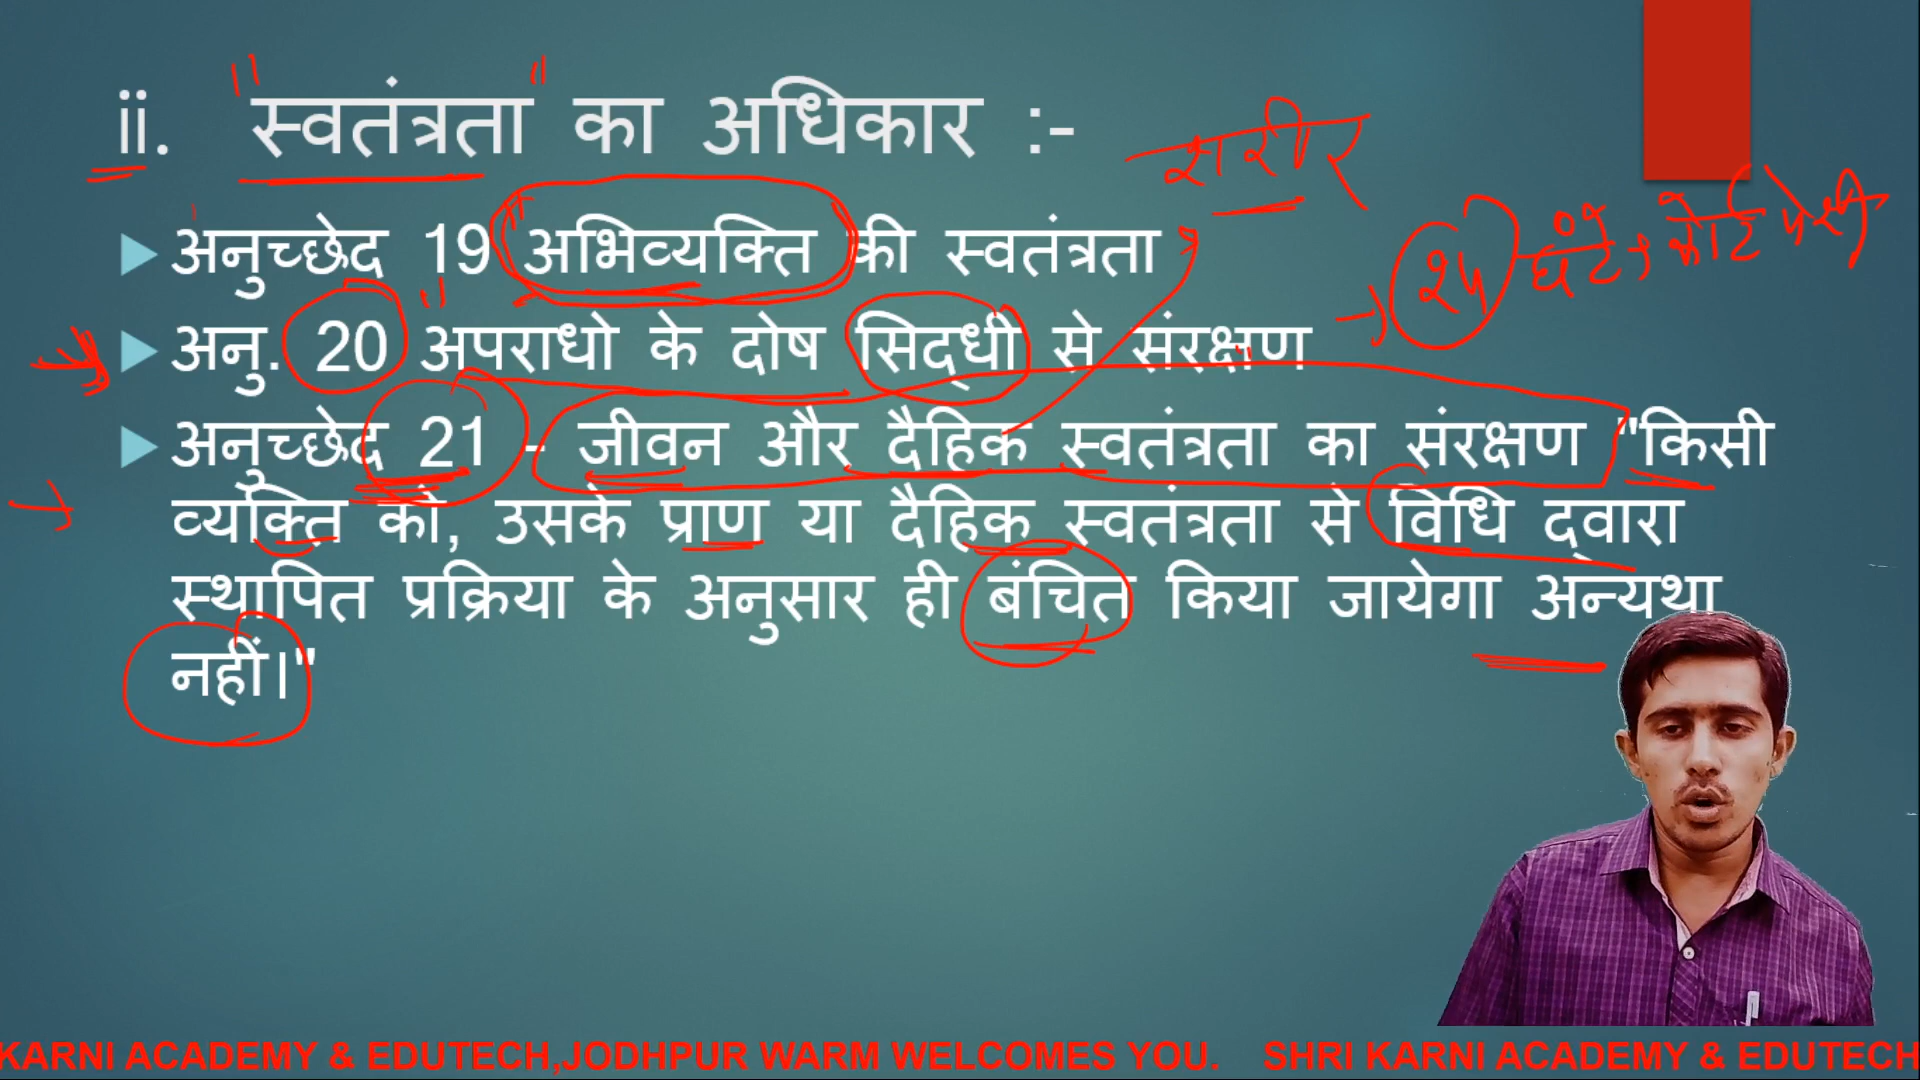 ii. स्वतंत्रता का अधिकार :-
शरीर
अनुच्छेद 19 अभिव्यक्ति की स्वतंत्रता
२४ घंटे, कोर्ट पेशी
अनु. 20 अपराधो के दोष सिद्धी से संरक्षण
अनुच्छेद 21 - जीवन और दैहिक स्वतंत्रता का संरक्षण "किसी
व्यक्ति को, उसके प्राण या दैहिक स्वतंत्रता से विधि द्वारा
स्थापित प्रक्रिया के अनुसार ही बंचित किया जायेगा अन्यथा
नहीं।"
KARNI ACADEMY & EDUTECH,JODHPUR WARM WELCOMES YOU. SHRI KARNI ACADEMY & EDUTECH